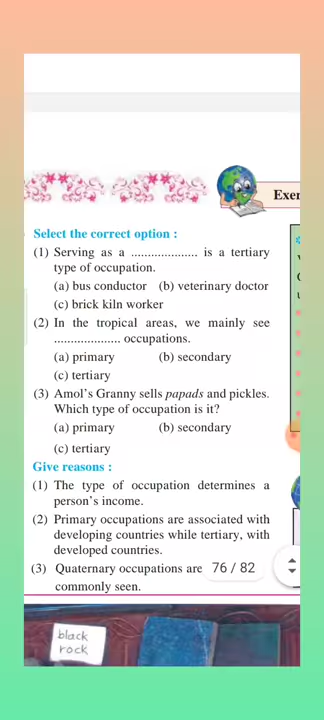 Exer
Select the correct option :
(1) Serving as a .................... is a tertiary
type of occupation.
(a) bus conductor (b) veterinary doctor
(c) brick kiln worker
(2) In the tropical areas, we mainly see
.................... occupations.
(a) primary (b) secondary
(c) tertiary
(3) Amol's Granny sells papads and pickles.
Which type of occupation is it?
(a) primary (b) secondary
(c) tertiary
Give reasons :
(1) The type of occupation determines a
person's income.
(2) Primary occupations are associated with
developing countries while tertiary, with
developed countries.
(3) Quaternary occupations are
commonly seen.
76 / 82
black
rock